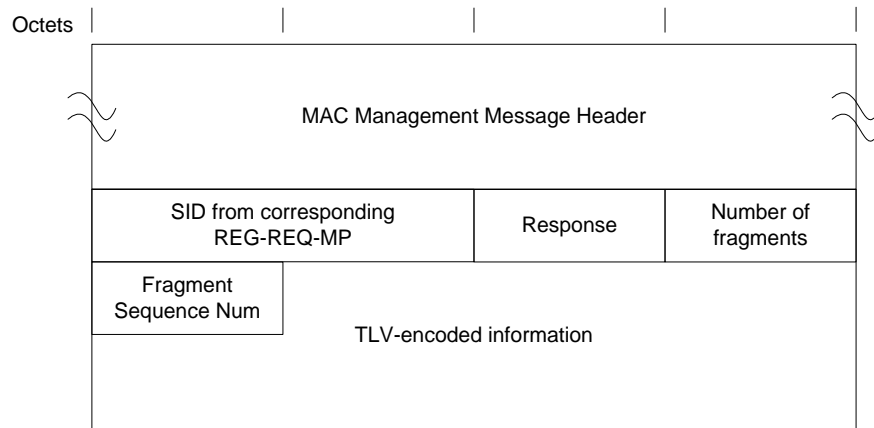 Octets
MAC Management Message Header
SID from corresponding
REG-REQ-MP
Response
Number of
fragments
Fragment
Sequence Num
TLV-encoded information